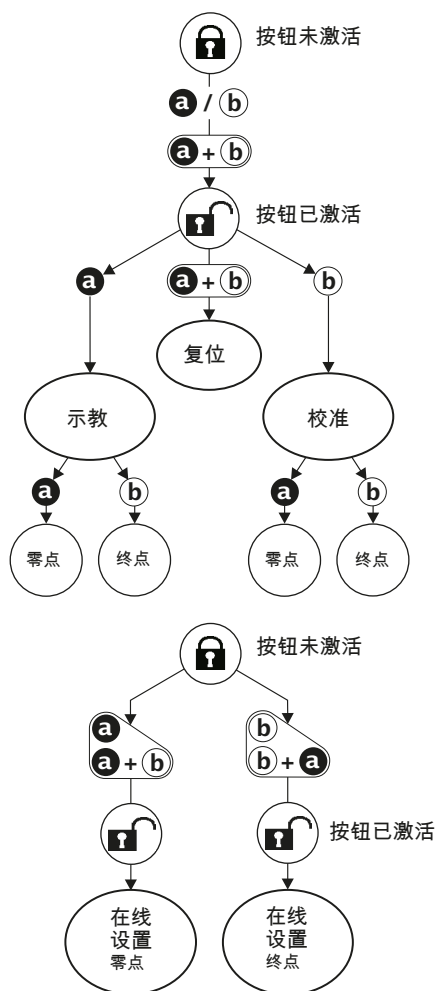 按钮未激活
a / b
a + b
按钮已激活
a
a + b
b
复位
示教
校准
a
b
a
b
零点
终点
零点
终点
按钮未激活
a
a + b
b
b + a
按钮已激活
在线
设置
零点
在线
设置
终点